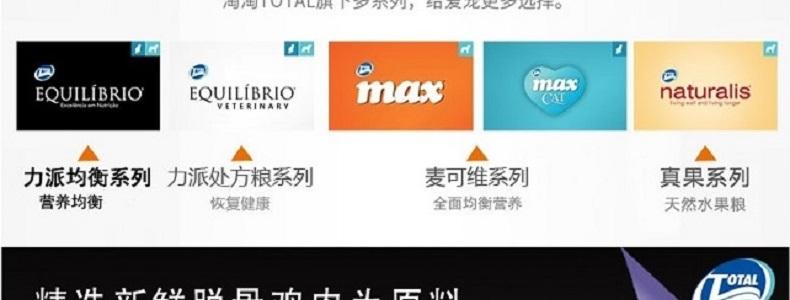 淘淘TOTAL旗下多系列，给爱宠更多选择。
TOTAL
EQUILÍBRIO
Excelência em Nutrição
EQUILÍBRIO
VETERINARY
max
max
CAT
naturalis
living well and living longer
力派均衡系列
营养均衡
力派处方粮系列
恢复健康
麦可维系列
全面均衡营养
真果系列
天然水果粮
精选新鲜脱骨鸡肉为原料
TOTAL